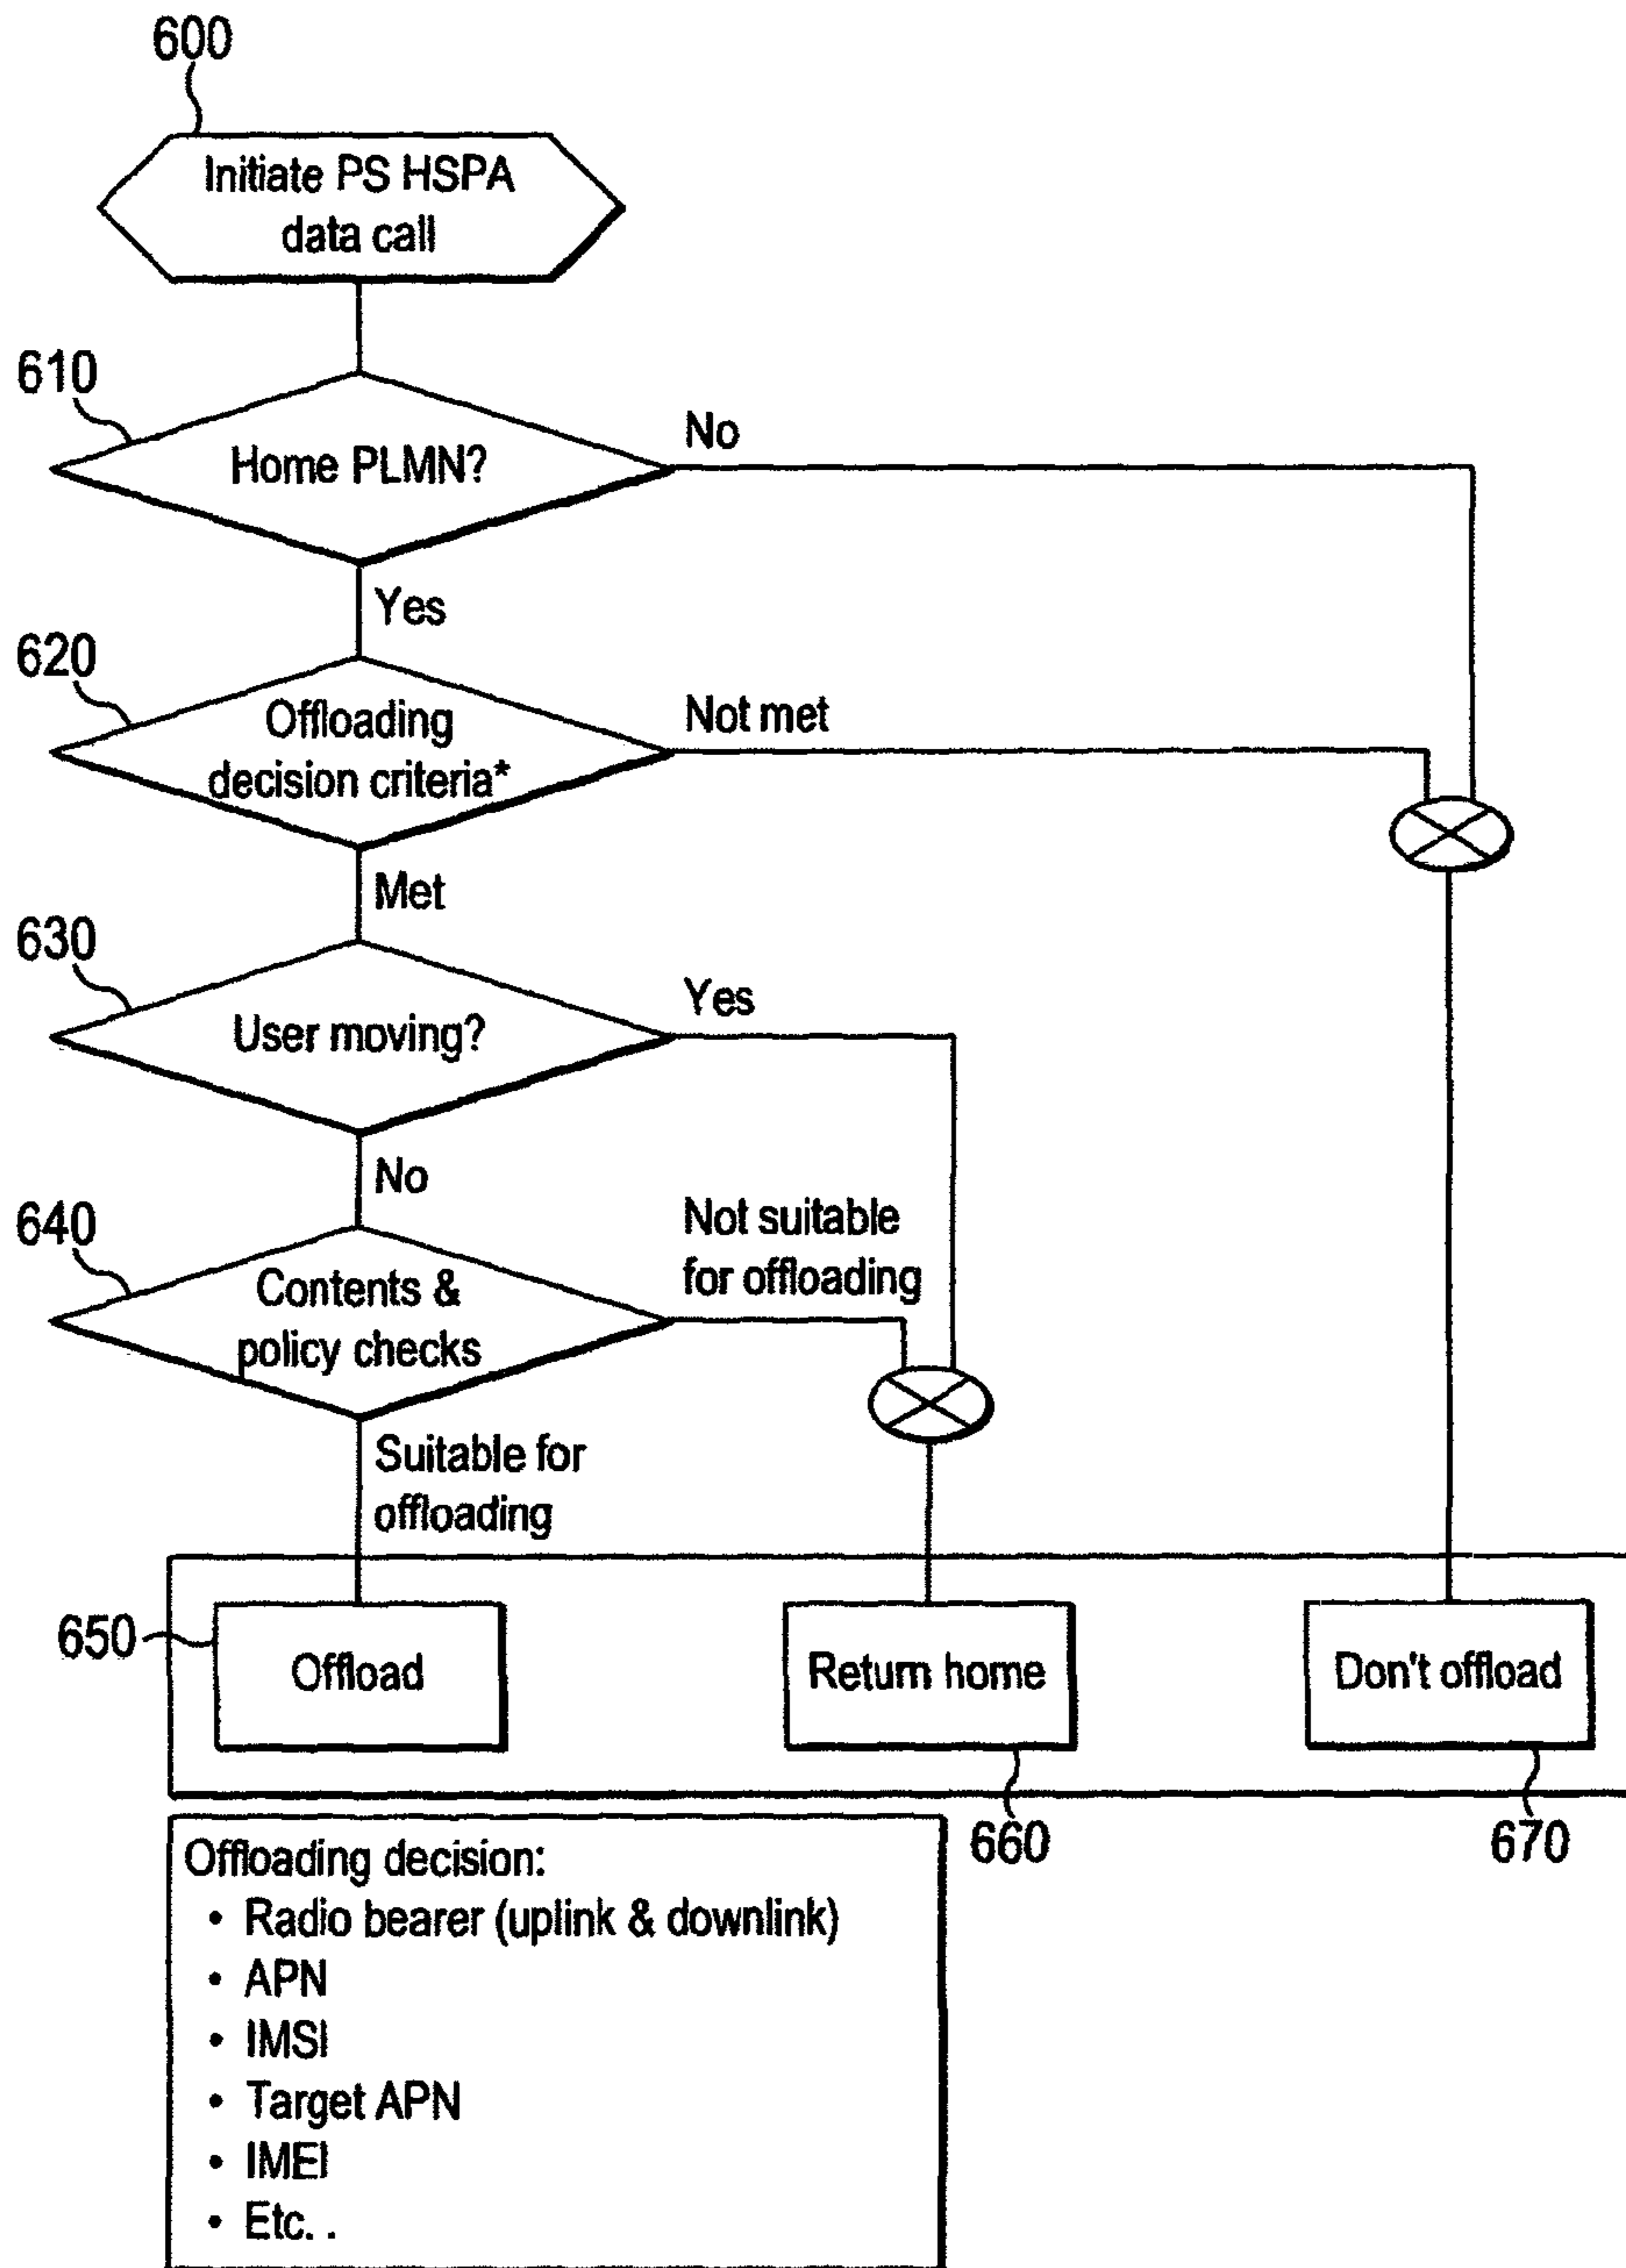 600
Initiate PS HSPA
data call
610
Home PLMN?
No
Yes
620
Offloading
decision criteria*
Not met
Met
630
User moving?
Yes
No
640
Contents &
policy checks
Not suitable
for offloading
Suitable for
offloading
650
Offload
Return home
Don't offload
660
670
Offloading decision:
• Radio bearer (uplink & downlink)
• APN
• IMSI
• Target APN
• IMEI
• Etc. .